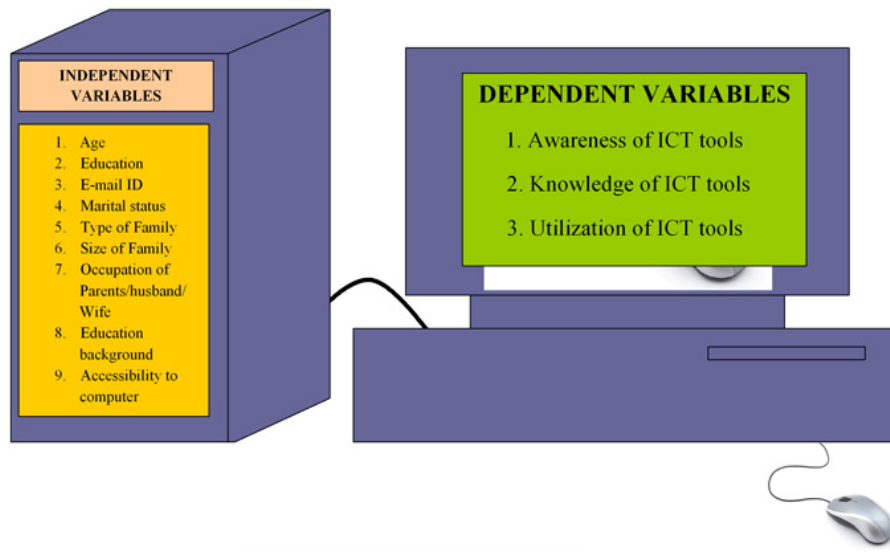 INDEPENDENT
VARIABLES
1. Age
2. Education
3. E-mail ID
4. Marital status
5. Type of Family
6. Size of Family
7. Occupation of
Parents/husband/
Wife
8. Education
background
9. Accessibility to
computer
DEPENDENT VARIABLES
1. Awareness of ICT tools
2. Knowledge of ICT tools
3. Utilization of ICT tools